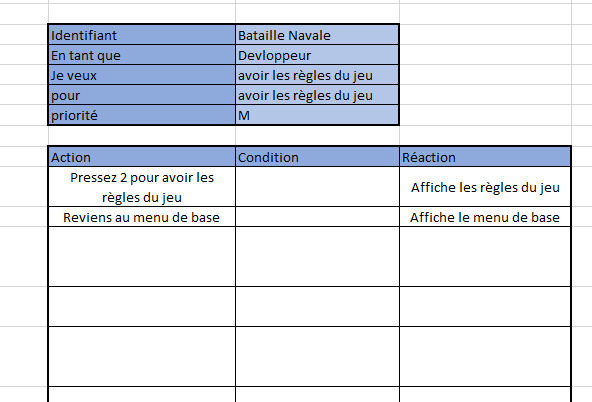 Identifiant Bataille Navale
En tant que Devloppeur
Je veux avoir les règles du jeu
pour avoir les règles du jeu
priorité M
Action Condition Réaction
Pressez 2 pour avoir les
règles du jeu
Affiche les règles du jeu
Reviens au menu de base Affiche le menu de base